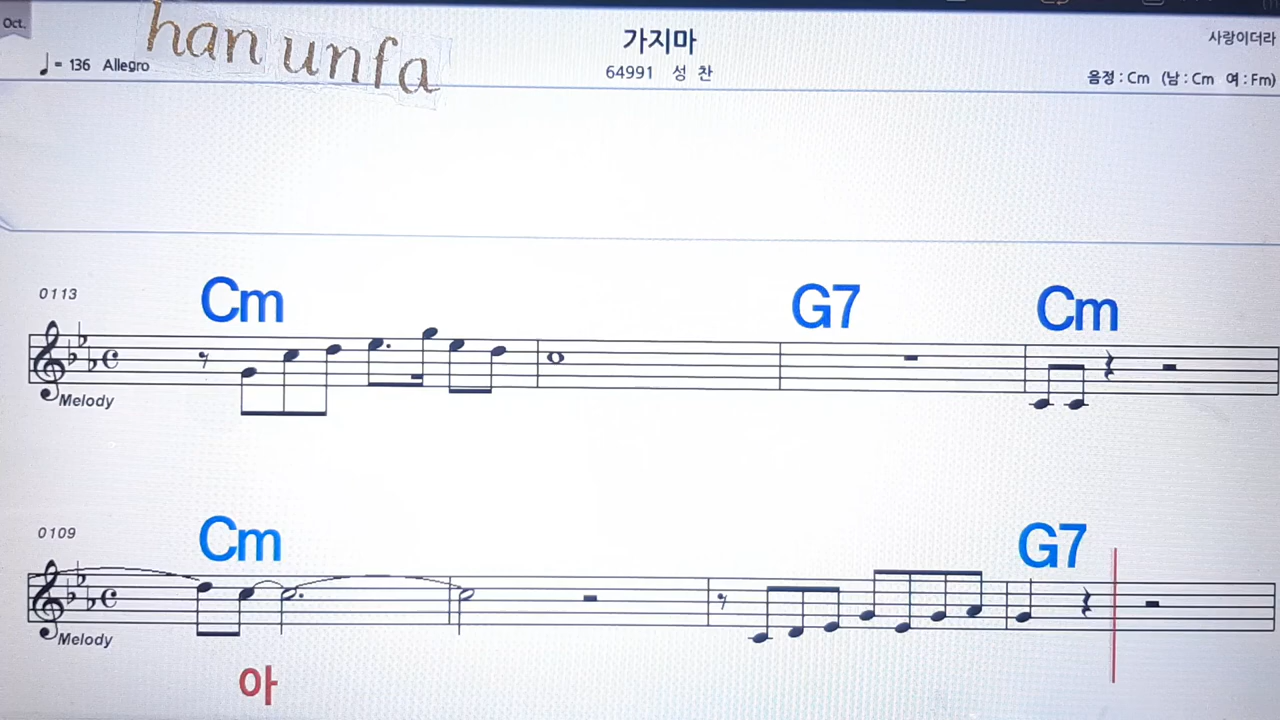 Oct.
han unfa
가지마
사랑이더라
♩= 136 Allegro
64991 성 찬
음정 : Cm (남 : Cm 여 : Fm)
0113
Cm G7 Cm
Melody
0109
Cm G7
Melody
아